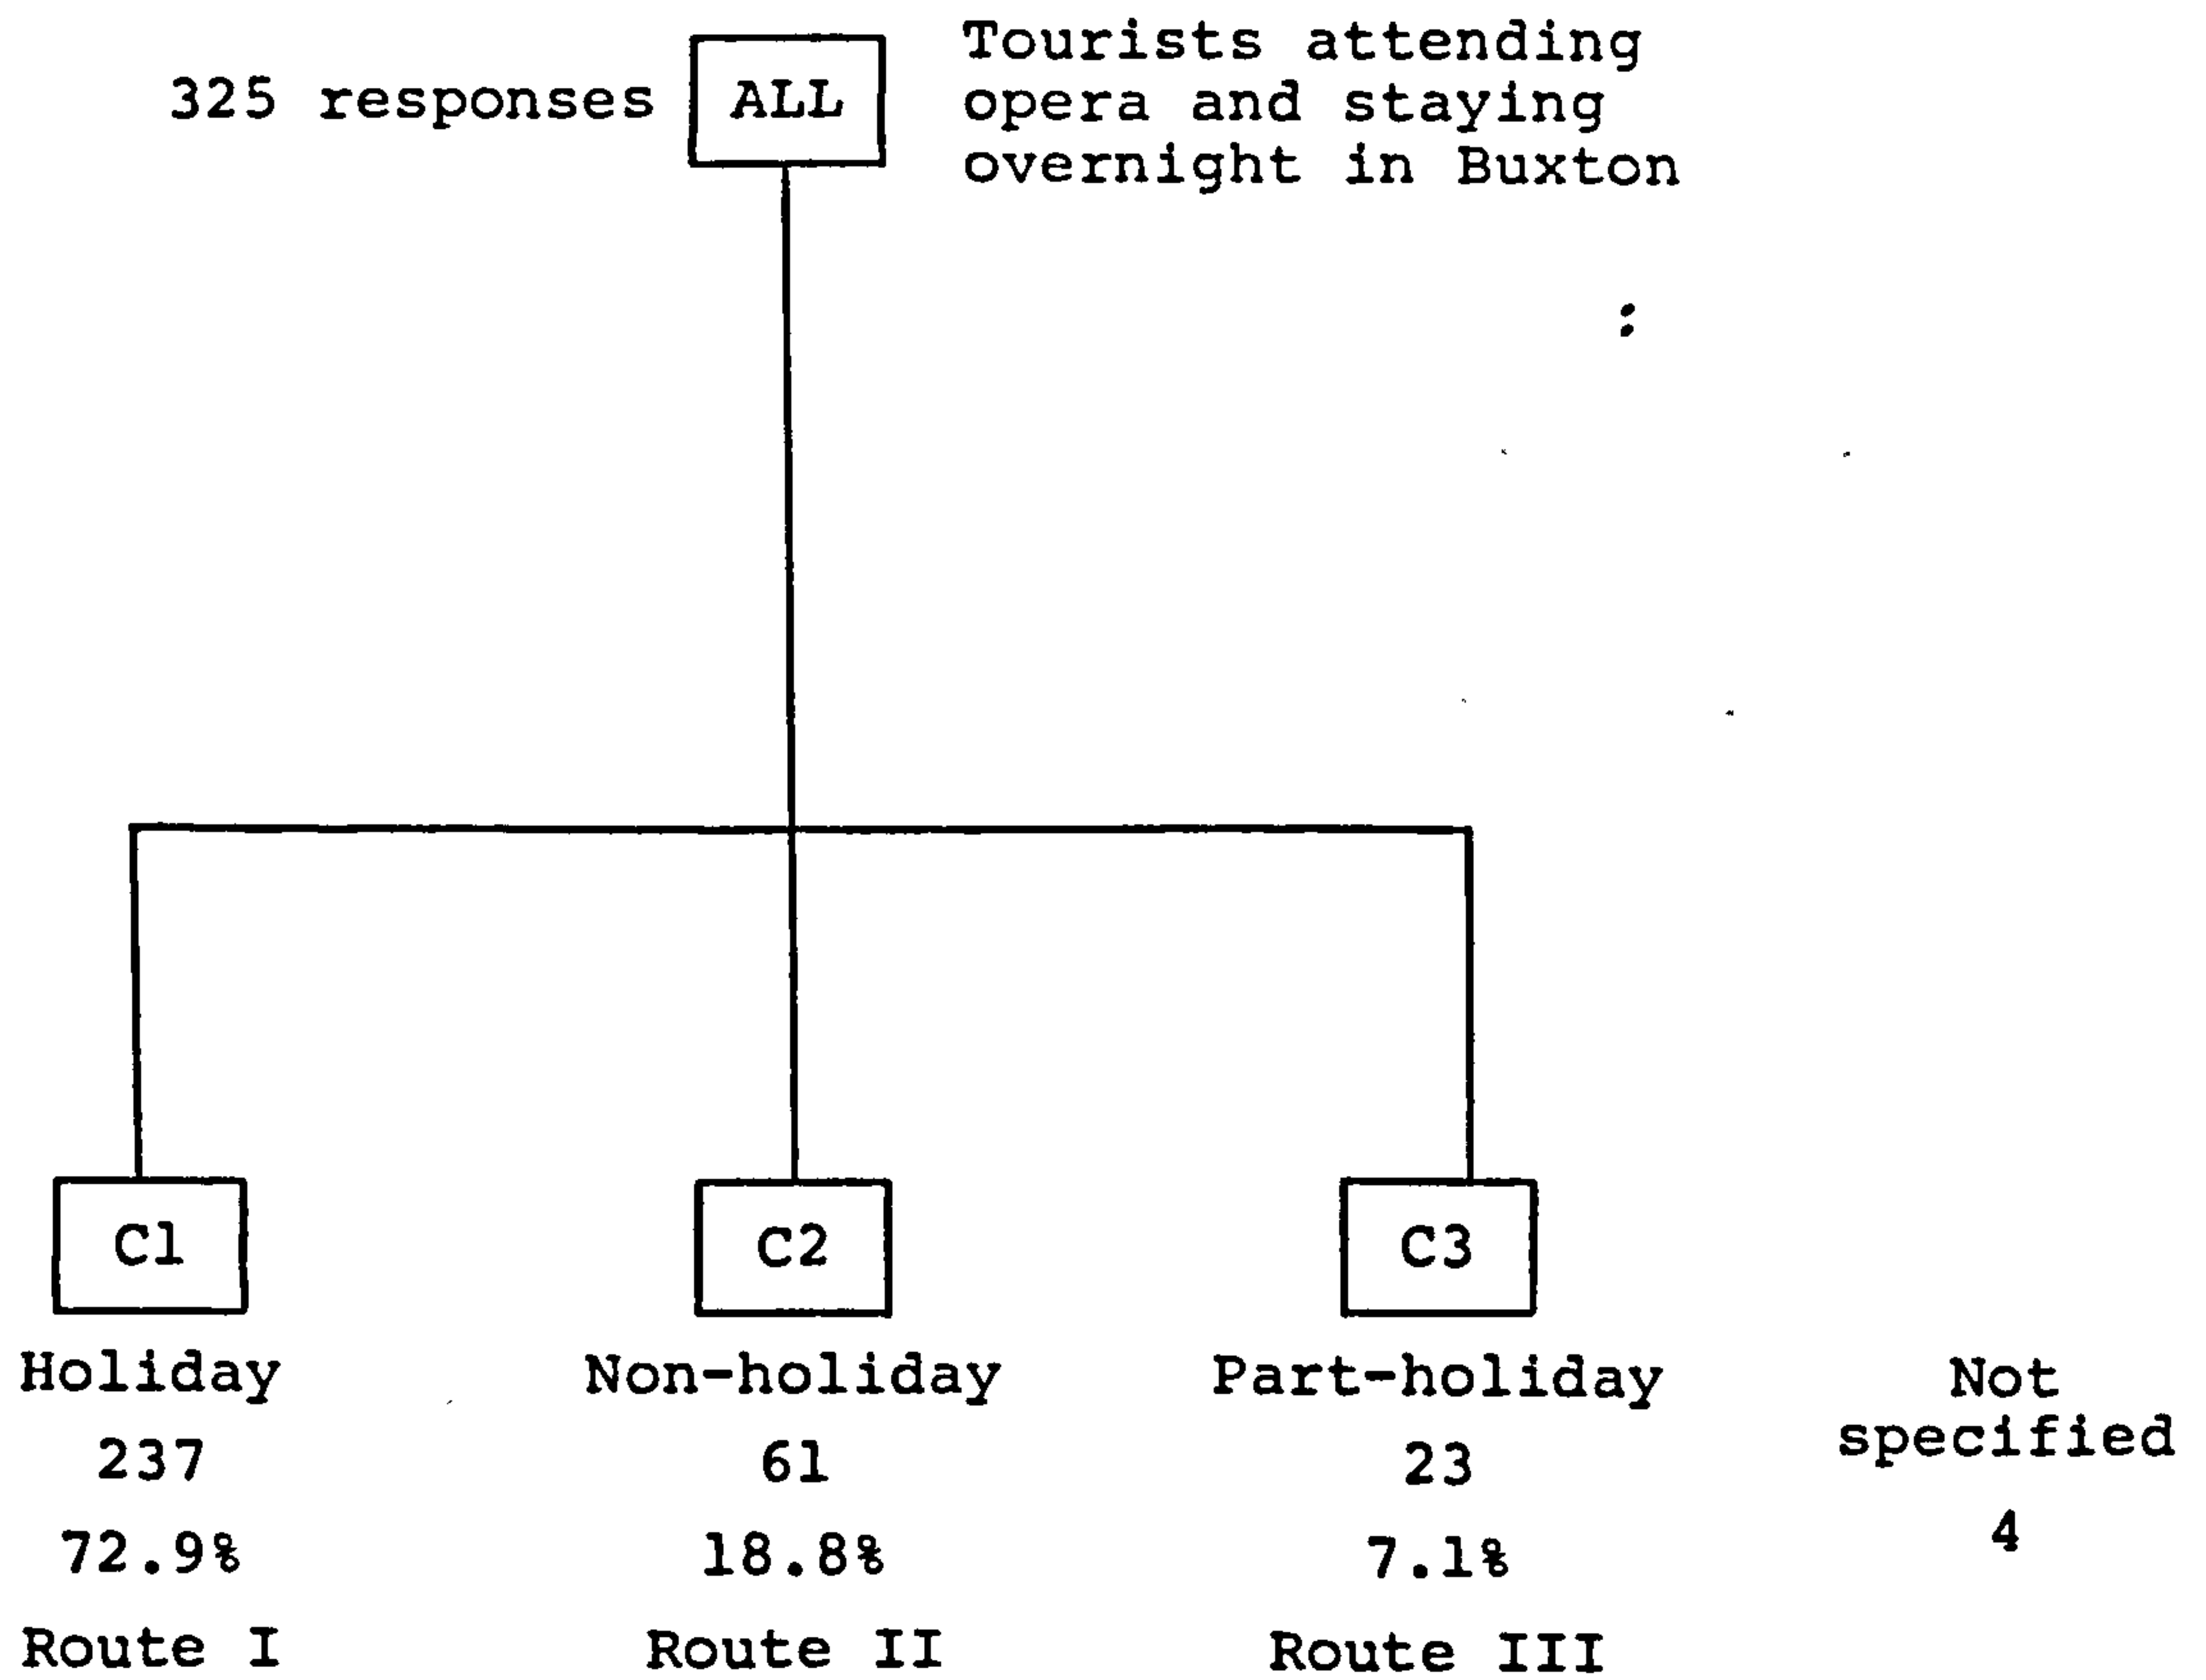 325 responses
ALL
Tourists attending
opera and staying
overnight in Buxton
C1
Holiday
237
72.9%
Route I
C2
Non-holiday
61
18.8%
Route II
C3
Part-holiday
23
7.1%
Route III
Not
specified
4